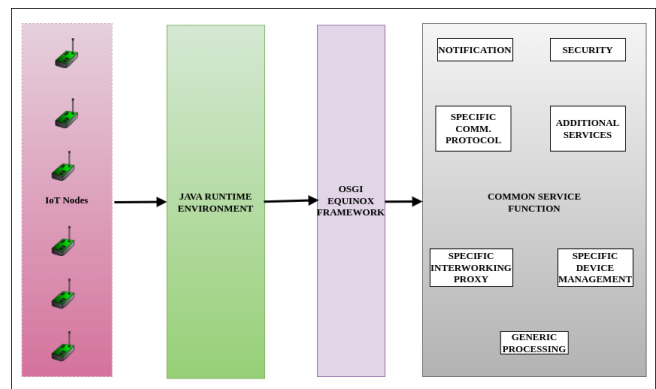 IoT Nodes
JAVA RUNTIME
ENVIRONMENT
OSGI
EQUINOX
FRAMEWORK
NOTIFICATION
SECURITY
SPECIFIC
COMM.
PROTOCOL
ADDITIONAL
SERVICES
COMMON SERVICE
FUNCTION
SPECIFIC
INTERWORKING
PROXY
SPECIFIC
DEVICE
MANAGEMENT
GENERIC
PROCESSING